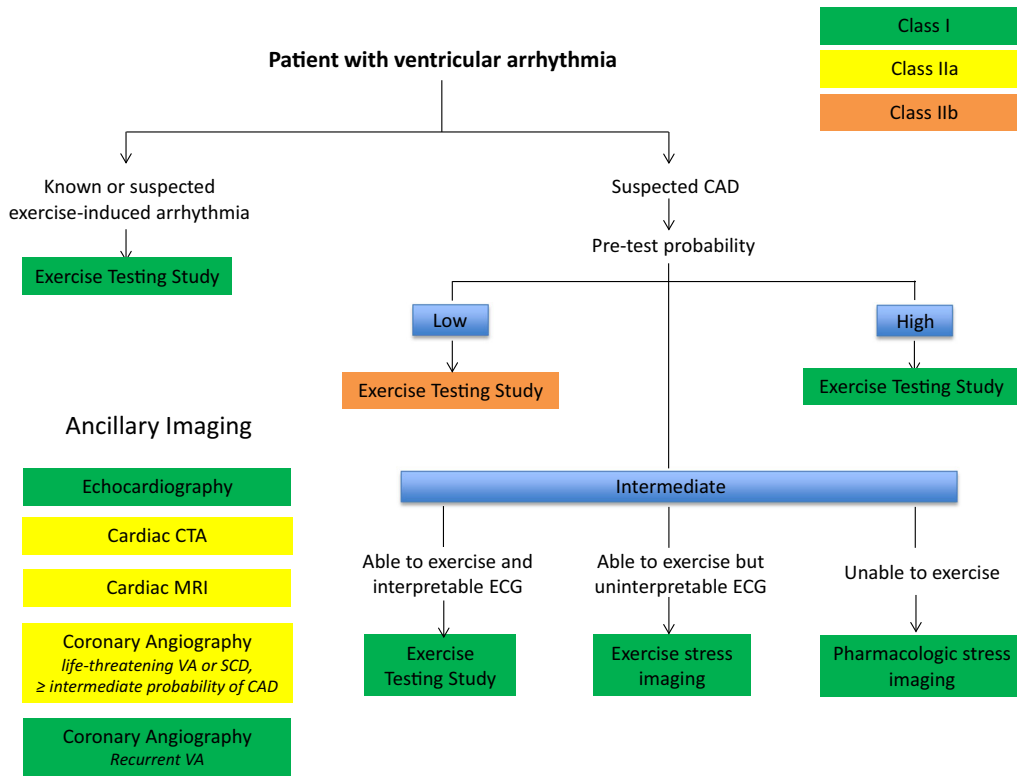 Class I
Class IIa
Class IIb
Patient with ventricular arrhythmia
Known or suspected
exercise-induced arrhythmia
Exercise Testing Study
Suspected CAD
Pre-test probability
Low
High
Exercise Testing Study
Exercise Testing Study
Intermediate
Able to exercise and
interpretable ECG
Able to exercise but
uninterpretable ECG
Unable to exercise
Exercise
Testing Study
Exercise stress
imaging
Pharmacologic stress
imaging
Ancillary Imaging
Echocardiography
Cardiac CTA
Cardiac MRI
Coronary Angiography
life-threatening VA or SCD,
≥ intermediate probability of CAD
Coronary Angiography
Recurrent VA